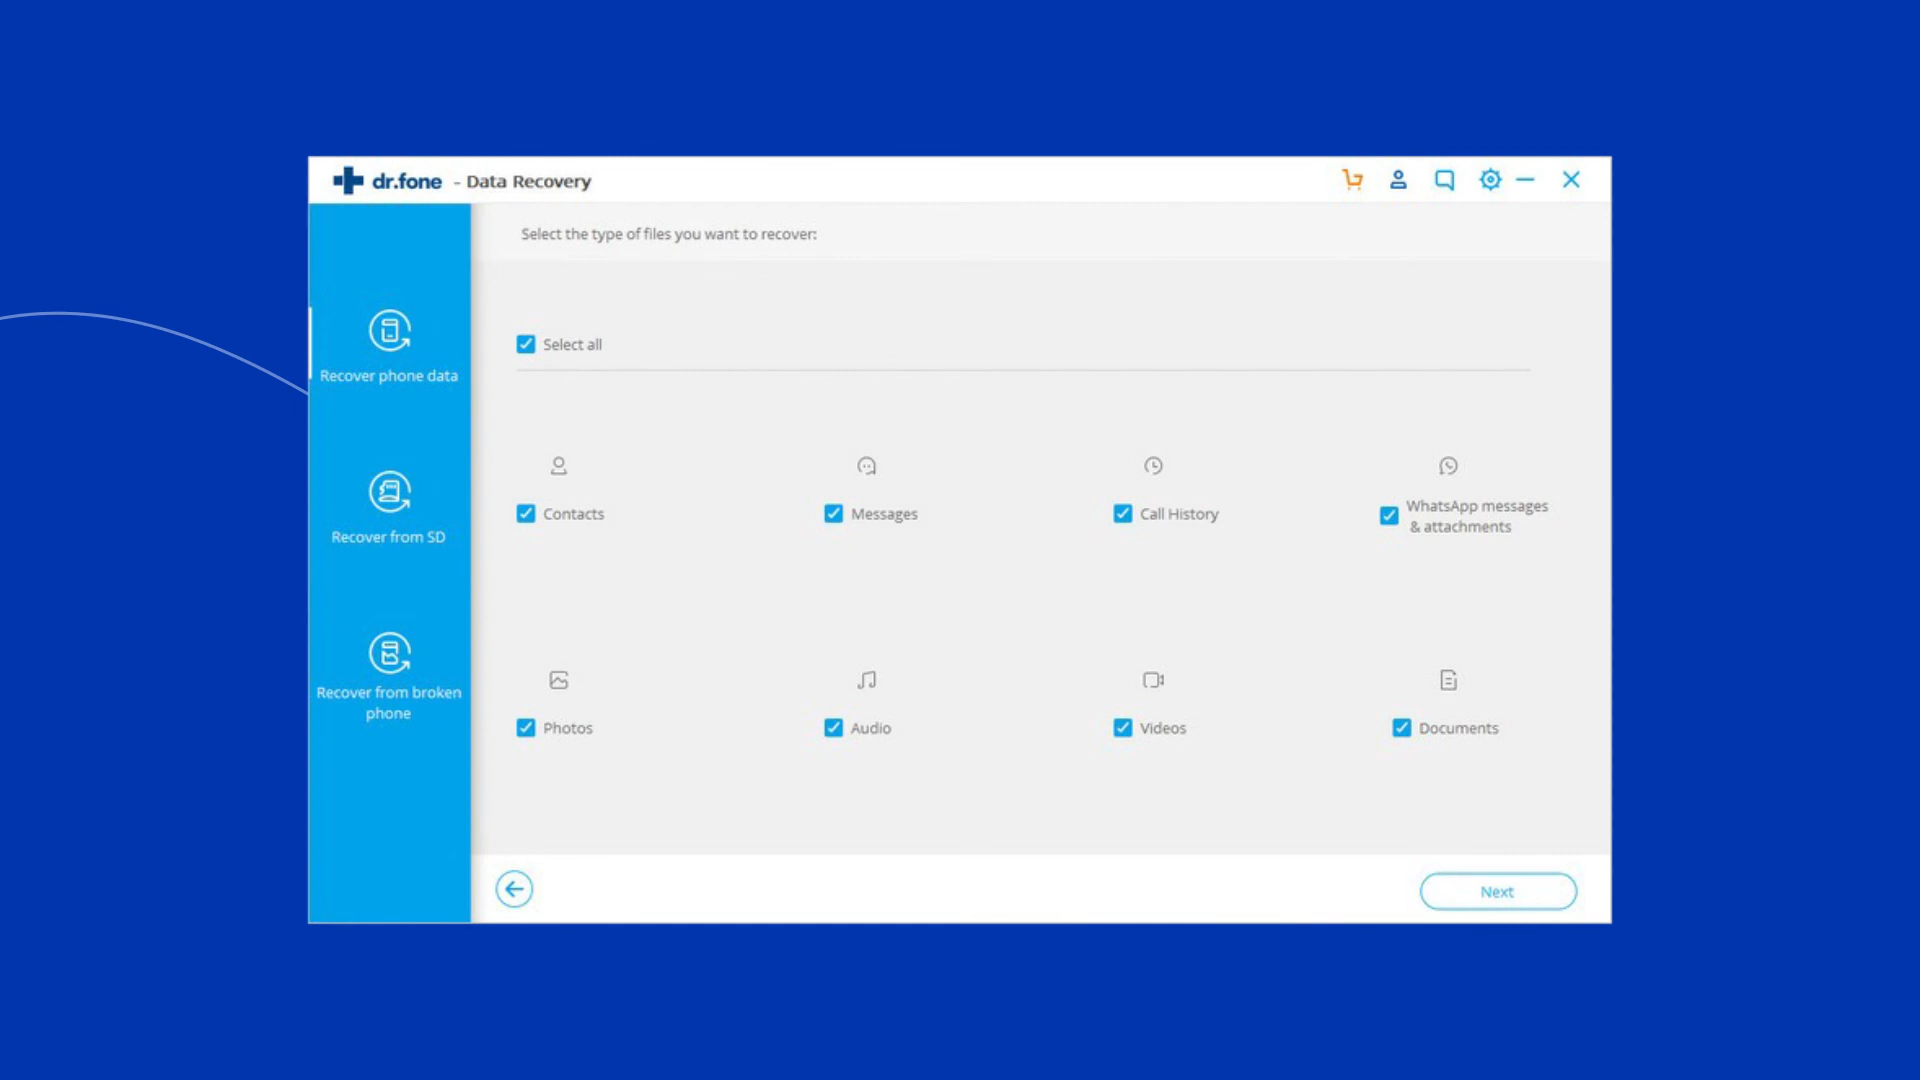 dr.fone - Data Recovery
Select the type of files you want to recover:
Recover phone data
Recover from SD
Recover from broken
phone
Select all
Contacts
Messages
Call History
WhatsApp messages
& attachments
Photos
Audio
Videos
Documents
Next